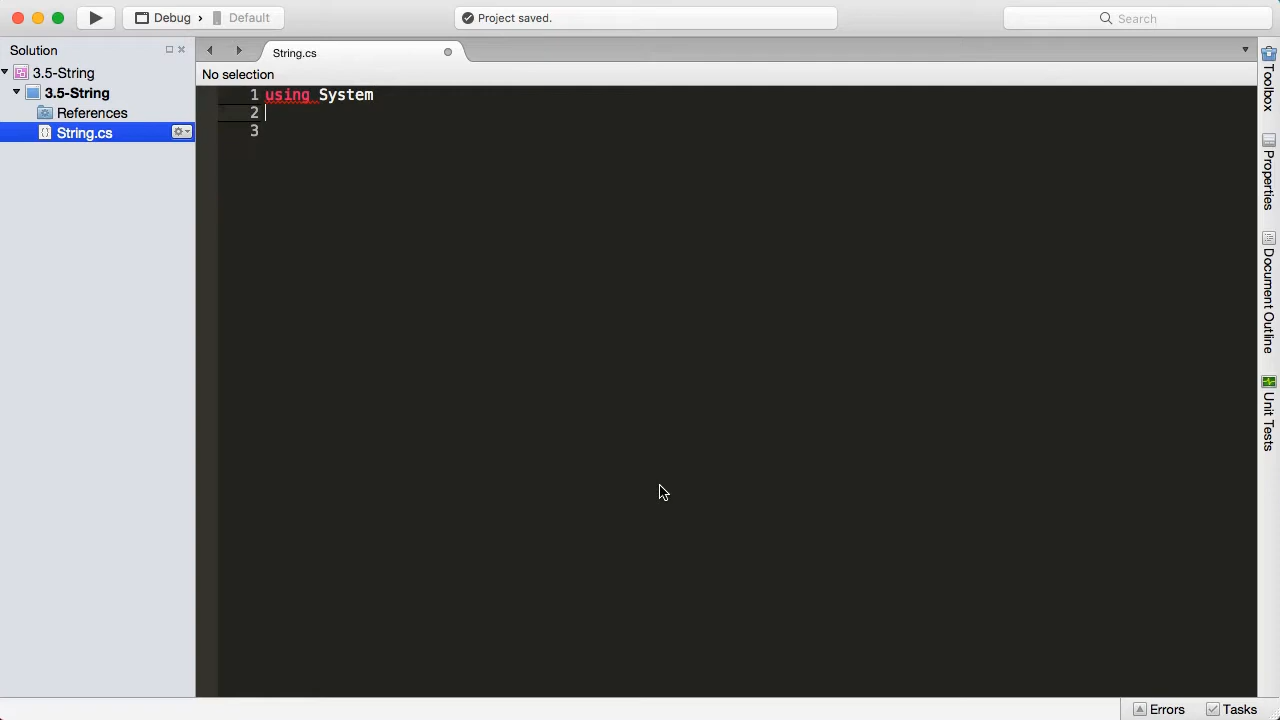 Debug › Default
Project saved.
Search
Solution
3.5-String
3.5-String
References
String.cs
String.cs
No selection
1 using System
2
3
Toolbox
Properties
Document Outline
Unit Tests
Errors
Tasks